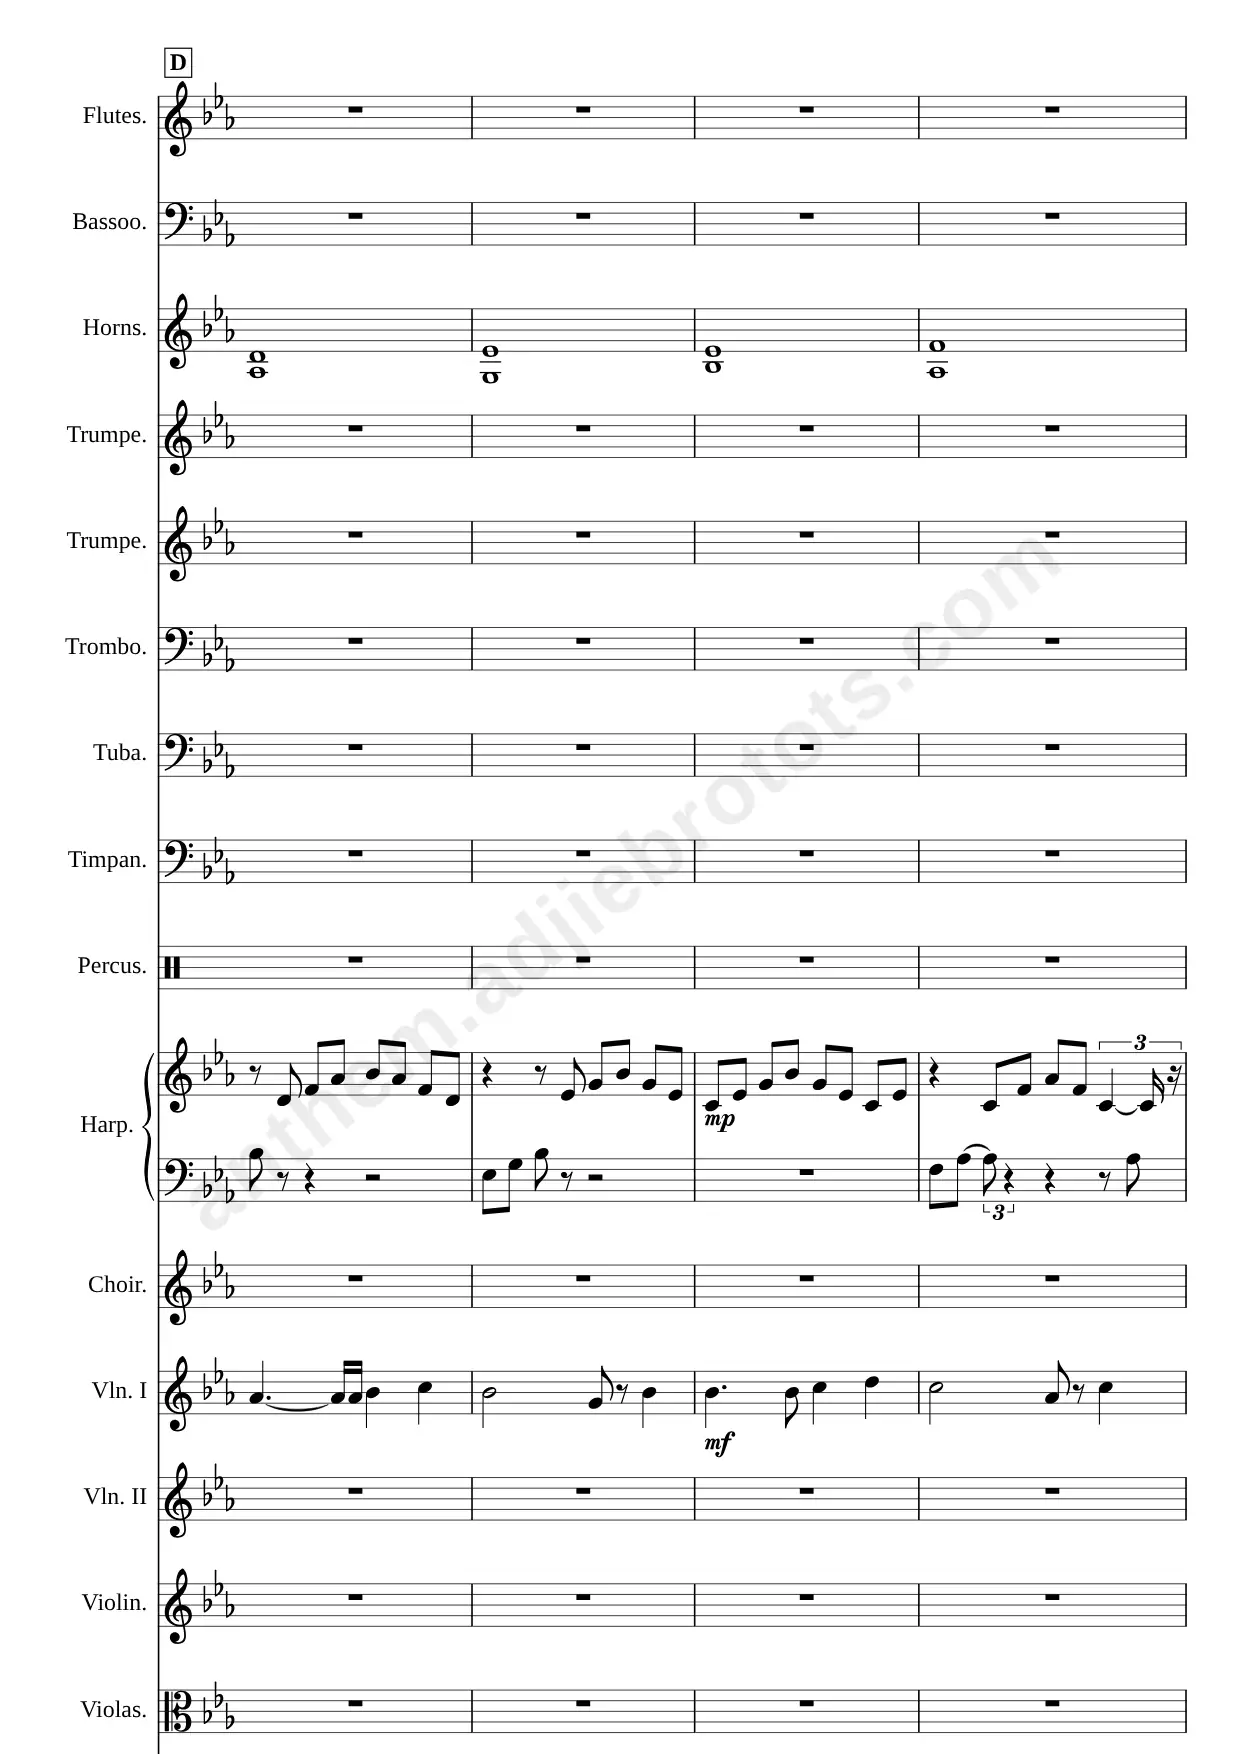 D
Flutes.
Bassoo.
Horns.
Trumpe.
Trumpe.
Trombo.
Tuba.
Timpan.
Percus.
3
Harp.
mp
3
Choir.
Vln. I
mf
Vln. II
Violin.
Violas.
anthem.adjiebrotots.com